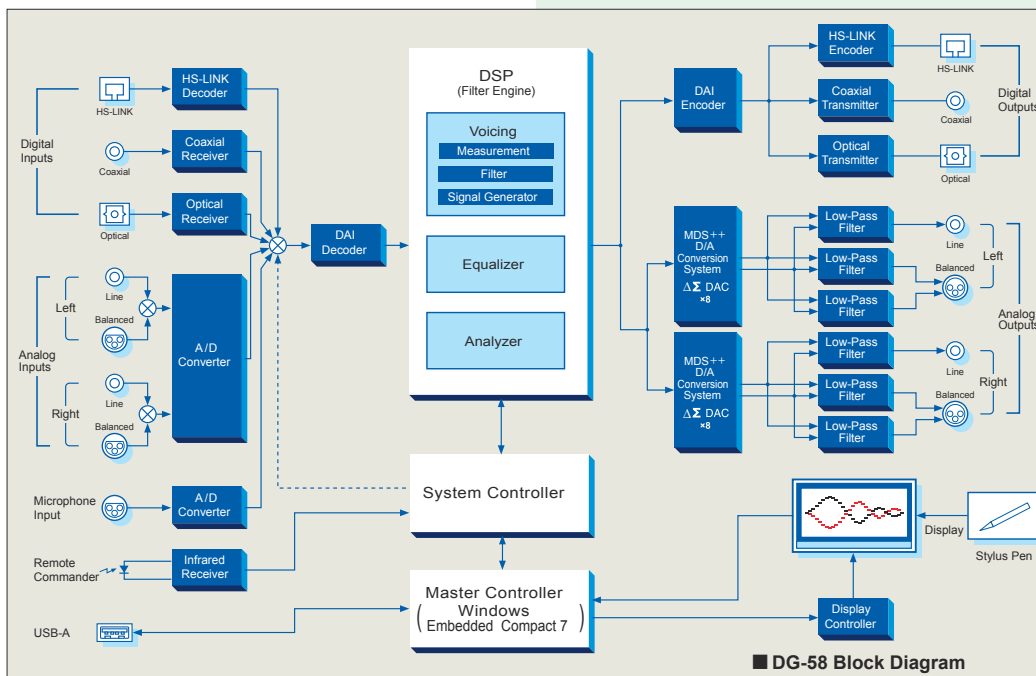 Digital
Inputs
HS-LINK
HS-LINK
Decoder
Coaxial
Coaxial
Receiver
Optical
Optical
Receiver
Analog
Inputs
Left
Line
Balanced
Right
Line
Balanced
A/D
Converter
Microphone
Input
A/D
Converter
Remote
Commander
Infrared
Receiver
USB-A
DAI
Decoder
DSP
(Filter Engine)
Voicing
Measurement
Filter
Signal Generator
Equalizer
Analyzer
System Controller
Master Controller
Windows
( Embedded Compact 7 )
DAI
Encoder
HS-LINK
Encoder
HS-LINK
Coaxial
Transmitter
Coaxial
Optical
Transmitter
Optical
Digital
Outputs
MDS++
D/A
Conversion
System
ΔΣ DAC
×8
Low-Pass
Filter
Low-Pass
Filter
Low-Pass
Filter
Line
Balanced
Left
MDS++
D/A
Conversion
System
ΔΣ DAC
×8
Low-Pass
Filter
Low-Pass
Filter
Low-Pass
Filter
Line
Balanced
Right
Analog
Outputs
Display
Stylus Pen
Display
Controller
■ DG-58 Block Diagram